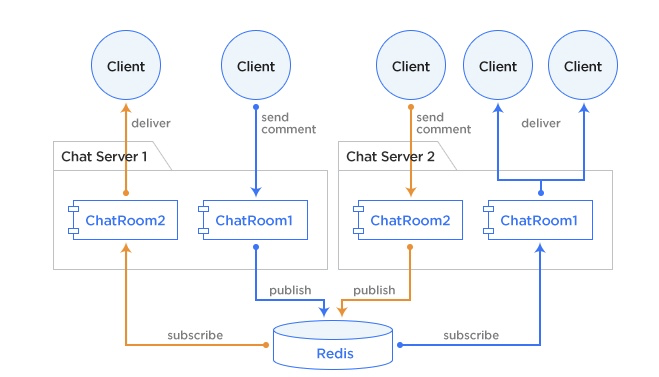 Client
Client
Client
Client
Client
deliver
send
comment
send
comment
deliver
Chat Server 1
Chat Server 2
ChatRoom2
ChatRoom1
ChatRoom2
ChatRoom1
publish
publish
subscribe
subscribe
Redis